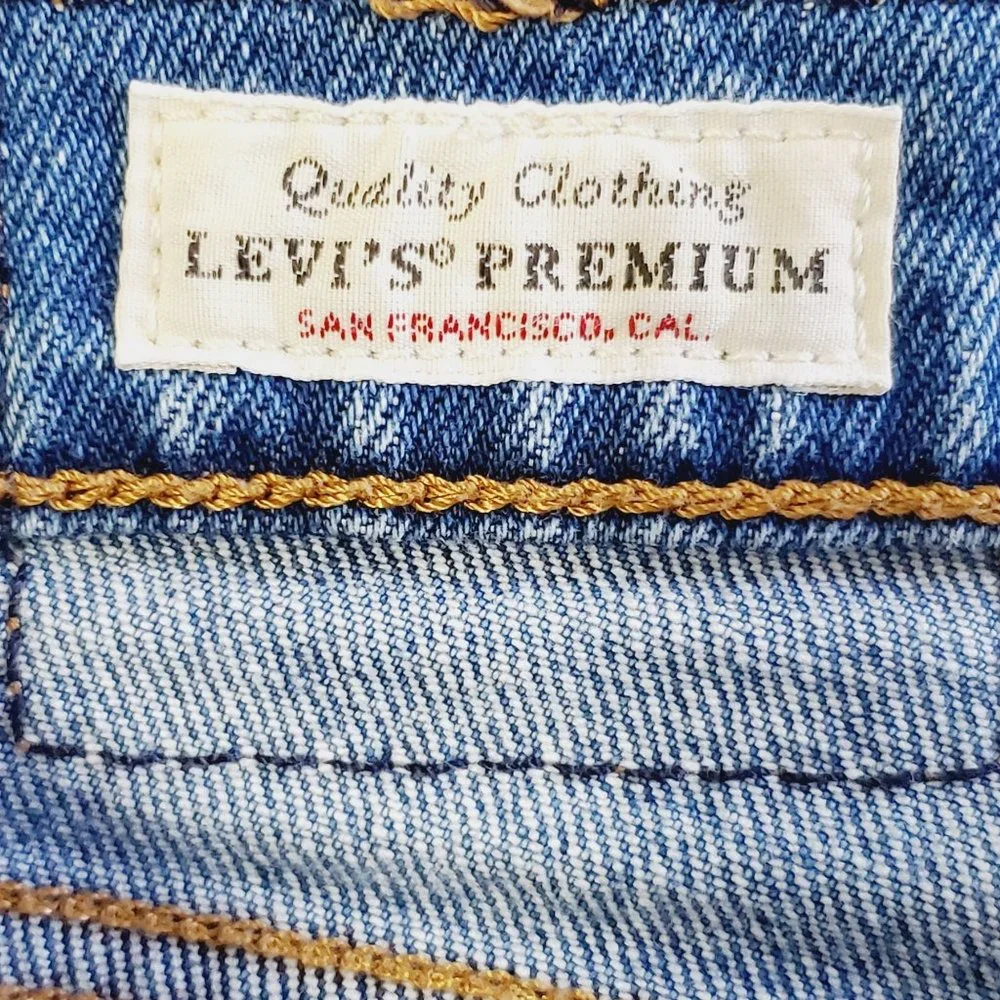 Quality Clothing
LEVI'S® PREMIUM
SAN FRANCISCO, CAL.